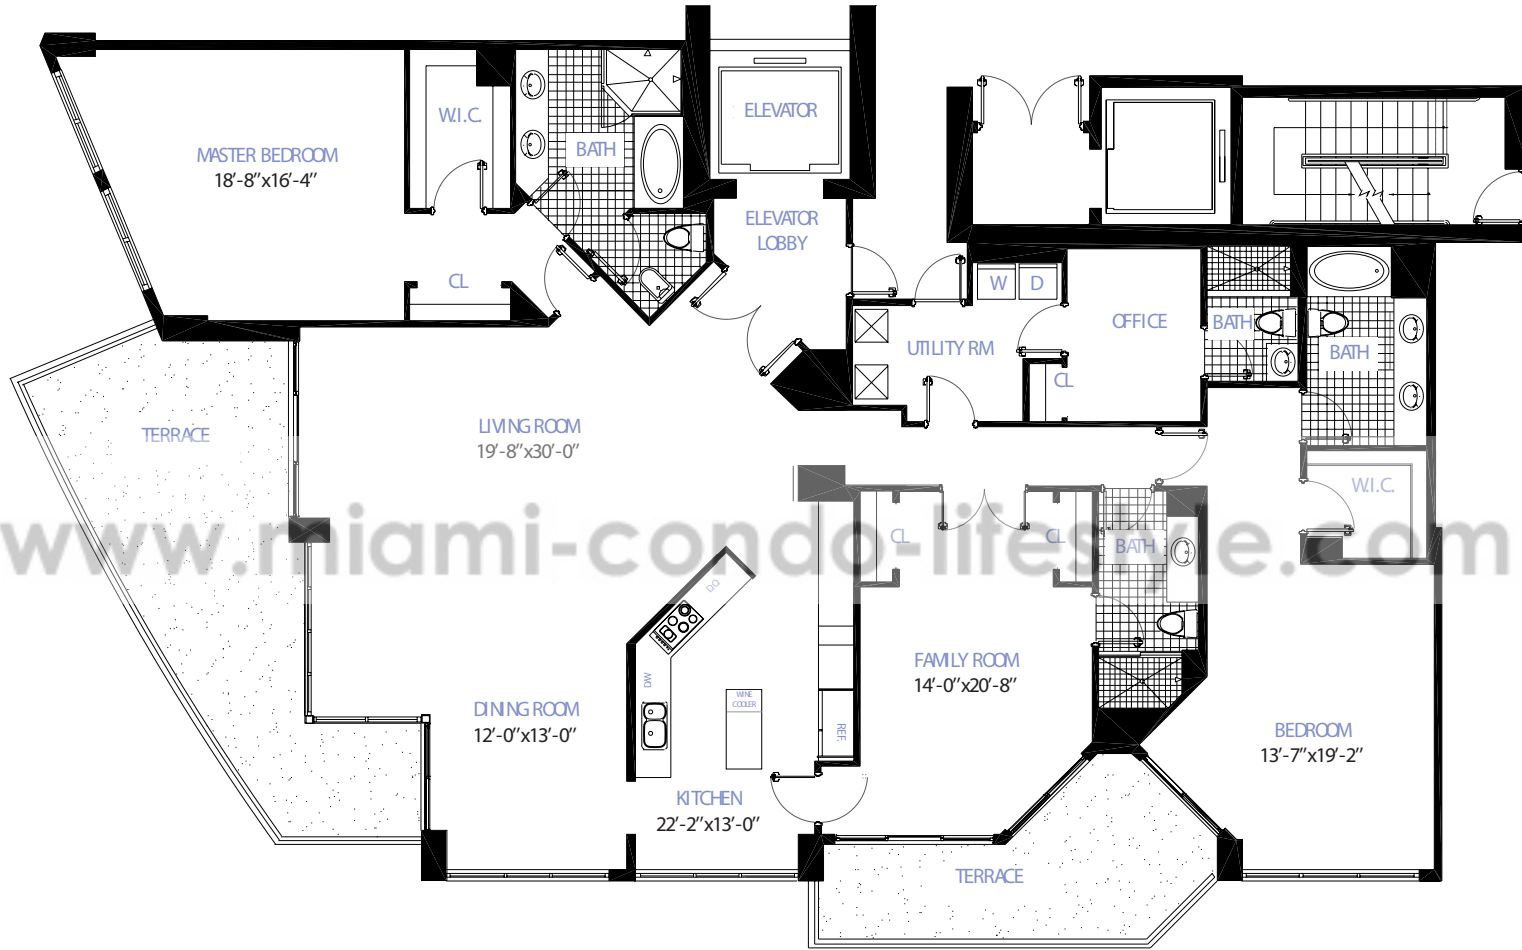 MASTER BEDROOM
18'-8"x16'-4"
W.I.C.
BATH
CL
ELEVATOR
ELEVATOR
LOBBY
W
D
OFFICE
UTILITY RM
CL
BATH
BATH
W.I.C.
TERRACE
LIVING ROOM
19'-8"x30'-0"
www.miami-condo-lifestyle.com
CL
CL
BATH
DO
DW
WINE
COOLER
REF.
DINING ROOM
12'-0"x13'-0"
KITCHEN
22'-2"x13'-0"
FAMILY ROOM
14'-0"x20'-8"
BEDROOM
13'-7"x19'-2"
TERRACE